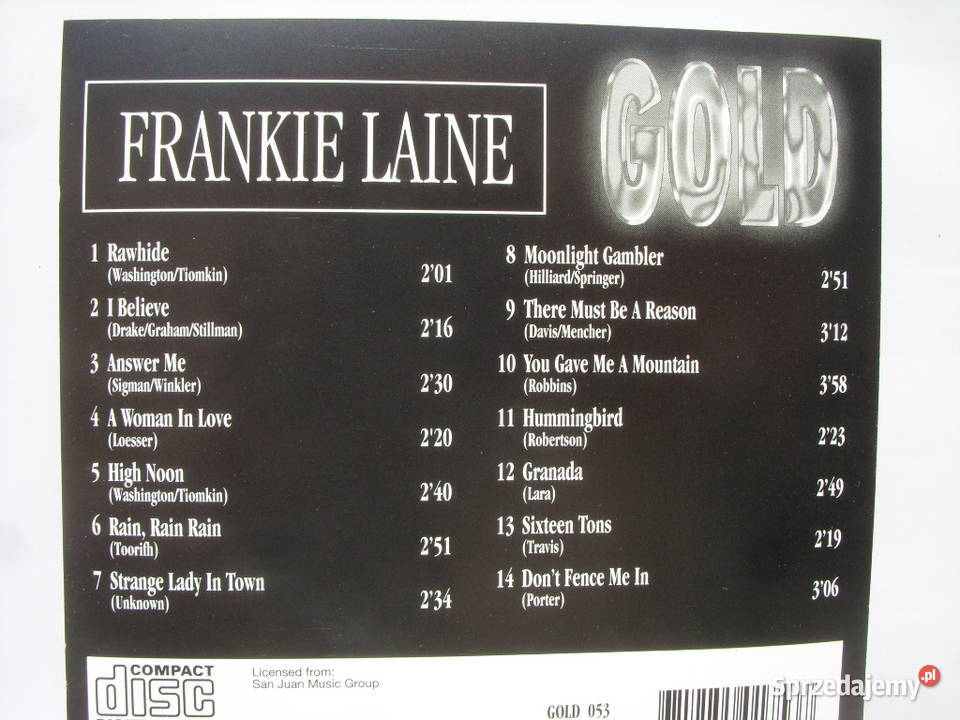 FRANKIE LAINE
GOLD
1 Rawhide
(Washington/Tiomkin) 2'01
2 I Believe
(Drake/Graham/Stillman) 2'16
3 Answer Me
(Sigman/Winkler) 2'30
4 A Woman In Love
(Loesser) 2'20
5 High Noon
(Washington/Tiomkin) 2'40
6 Rain, Rain Rain
(Toorifh) 2'51
7 Strange Lady In Town
(Unknown) 2'34
8 Moonlight Gambler
(Hilliard/Springer) 2'51
9 There Must Be A Reason
(Davis/Mencher) 3'12
10 You Gave Me A Mountain
(Robbins) 3'58
11 Hummingbird
(Robertson) 2'23
12 Granada
(Lara) 2'49
13 Sixteen Tons
(Travis) 2'19
14 Don't Fence Me In
(Porter) 3'06
COMPACT
disc
Licensed from:
San Juan Music Group
GOLD 053
Sprzedajemy.pl